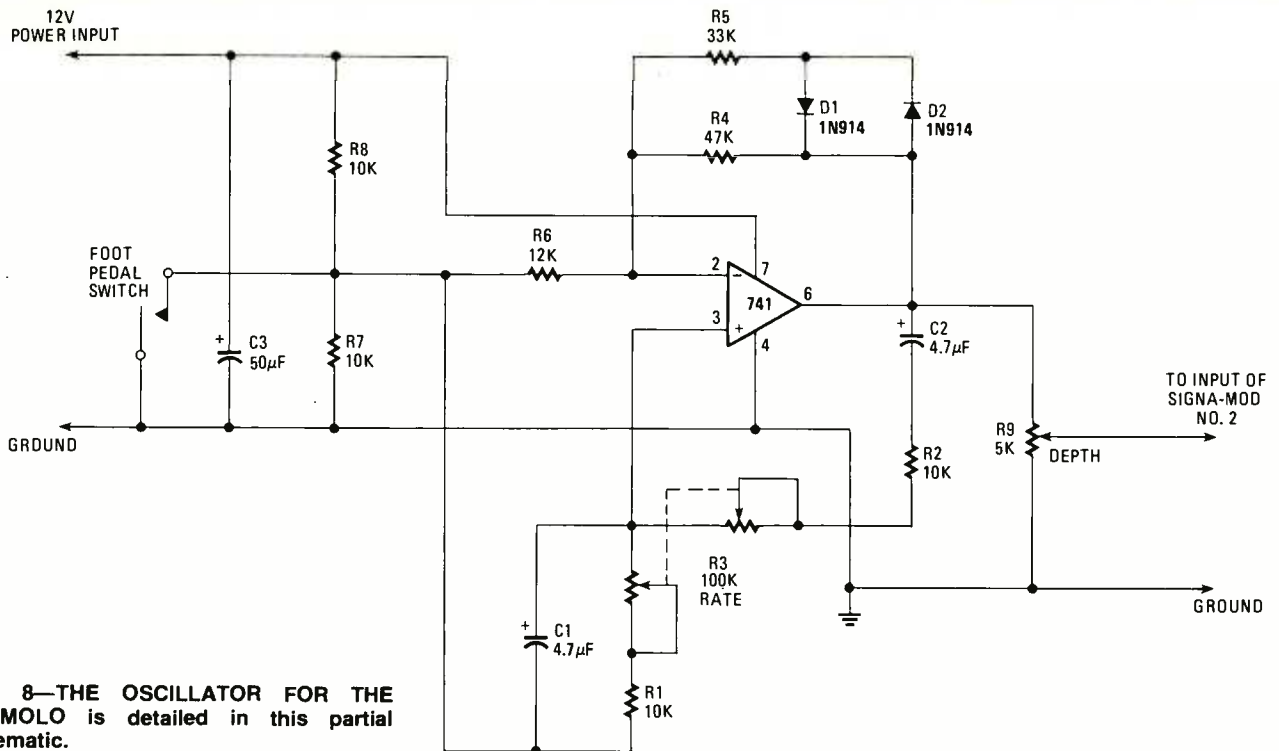 12V
POWER INPUT
R5
33K
D1
1N914
D2
1N914
R4
47K
R8
10K
R6
12K
FOOT
PEDAL
SWITCH
2
7
741
6
3
4
−
+
+
C3
50µF
R7
10K
+
C2
4.7µF
TO INPUT OF
SIGNA-MOD
NO. 2
GROUND
R9
5K
DEPTH
R2
10K
R3
100K
RATE
GROUND
+
C1
4.7µF
R1
10K
8—THE OSCILLATOR FOR THE
MOLO is detailed in this partial
ematic.